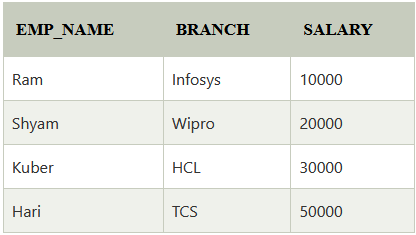 EMP_NAME BRANCH SALARY
Ram Infosys 10000
Shyam Wipro 20000
Kuber HCL 30000
Hari TCS 50000